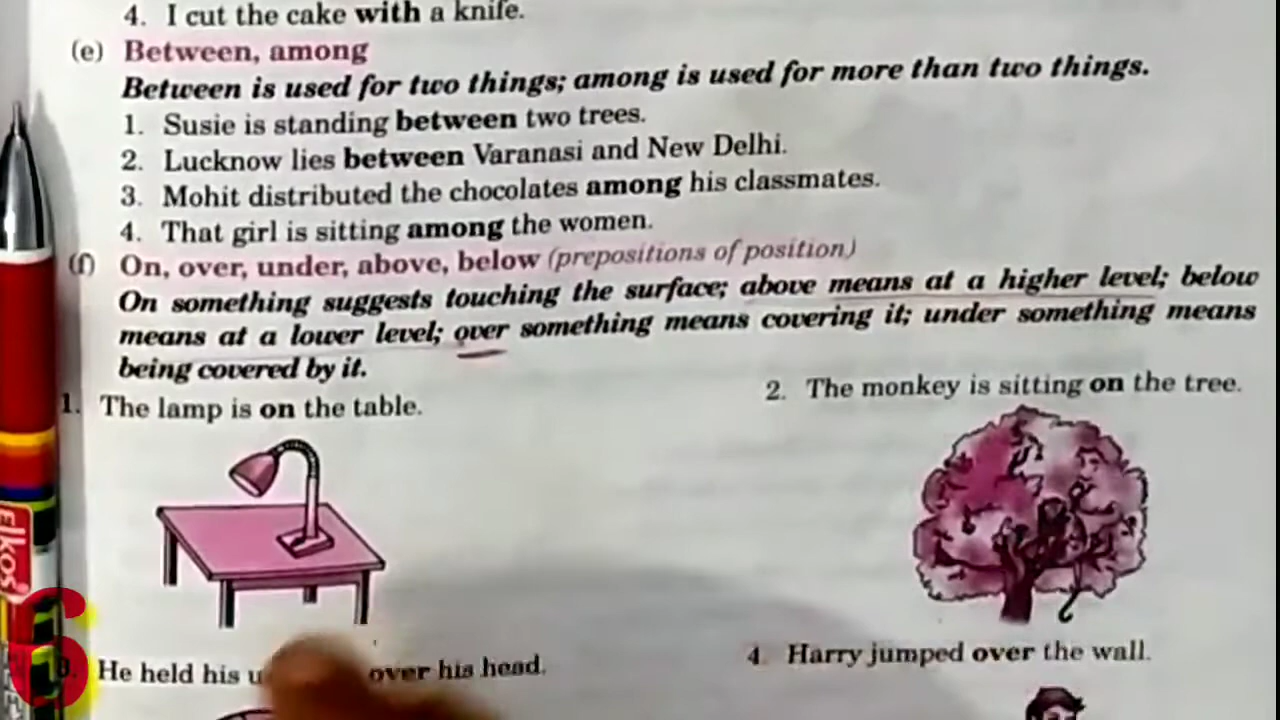 4. I cut the cake with a knife.
(e) Between, among
Between is used for two things; among is used for more than two things.
1. Susie is standing between two trees.
2. Lucknow lies between Varanasi and New Delhi.
3. Mohit distributed the chocolates among his classmates.
4. That girl is sitting among the women.
(f) On, over, under, above, below (prepositions of position)
On something suggests touching the surface; above means at a higher level; below
means at a lower level; over something means covering it; under something means
being covered by it.
1. The lamp is on the table.
2. The monkey is sitting on the tree.
He held his over his head.
4. Harry jumped over the wall.
elkos
6